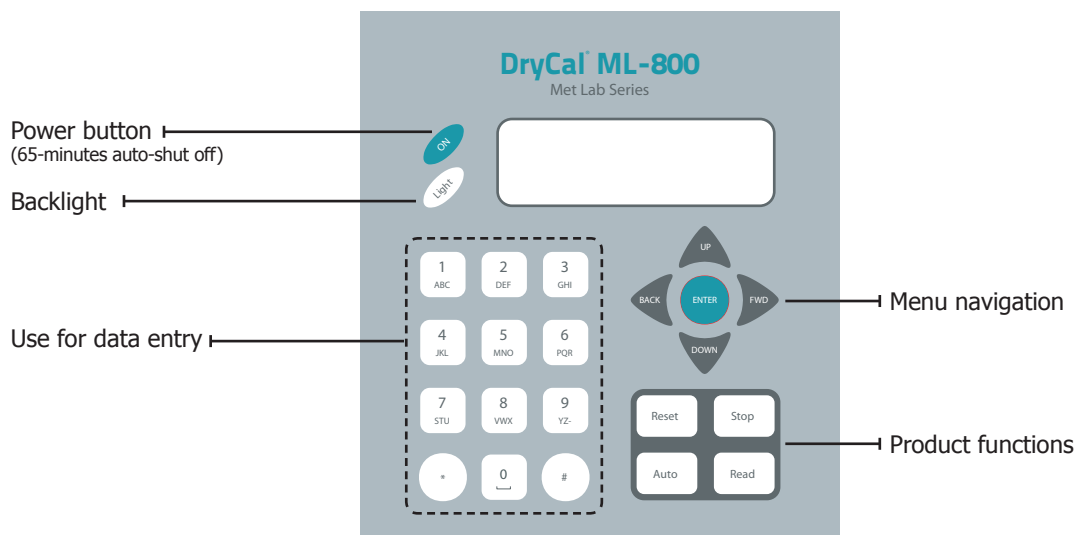 DryCal® ML-800
Met Lab Series
Power button
(65-minutes auto-shut off)
ON
Backlight
Light
Use for data entry
1
ABC
2
DEF
3
GHI
4
JKL
5
MNO
6
PQR
7
STU
8
VWX
9
YZ-
*
0
#
UP
BACK
ENTER
FWD
DOWN
Menu navigation
Reset
Stop
Auto
Read
Product functions